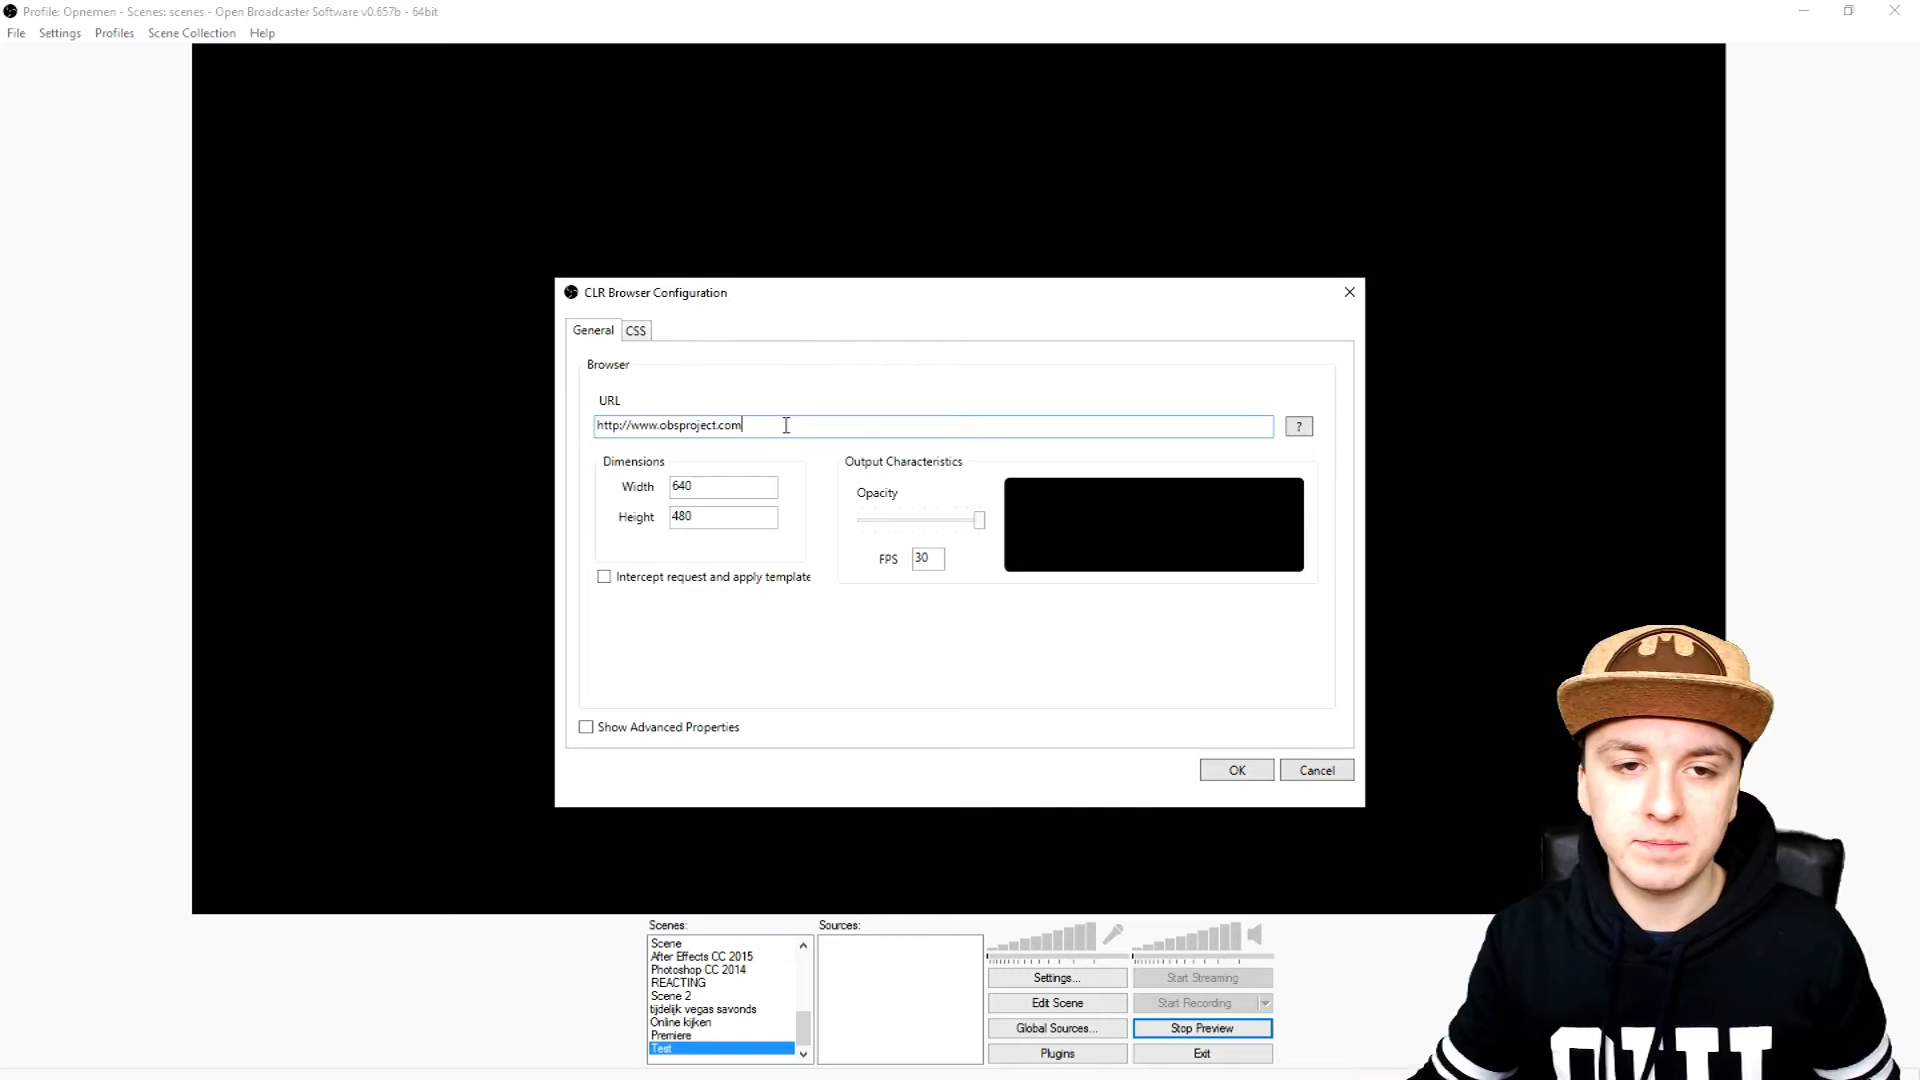 Profile: Opnemen - Scenes: scenes - Open Broadcaster Software v0.657b - 64bit
File Settings Profiles Scene Collection Help
CLR Browser Configuration
General CSS
Browser
URL
http://www.obsproject.com
?
Dimensions
Width 640
Height 480
Intercept request and apply template
Output Characteristics
Opacity
FPS 30
Show Advanced Properties
OK Cancel
Scenes:
Scene
After Effects CC 2015
Photoshop CC 2014
REACTING
Scene 2
tijdelijk vegas savonds
Online kijken
Premiere
Test
Sources:
Settings... Start Streaming
Edit Scene Start Recording
Global Sources... Stop Preview
Plugins Exit